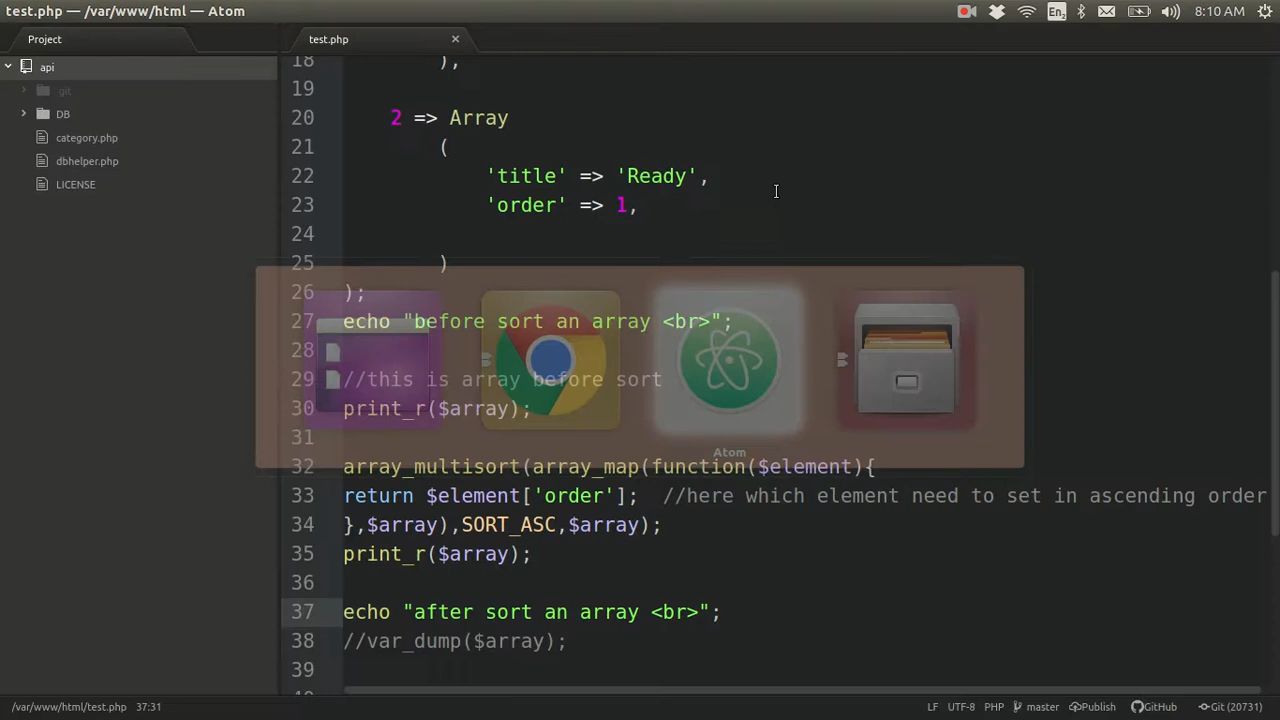 test.php — /var/www/html — Atom
En₂
8:10 AM
Project
test.php
api
.git
DB
category.php
dbhelper.php
LICENSE
18 ),
19
20 2 => Array
21 (
22 'title' => 'Ready',
23 'order' => 1,
24
25 )
26 );
27 echo "before sort an array <br>";
28
29 //this is array before sort
30 print_r($array);
31
32 array_multisort(array_map(function($element){
33 return $element['order']; //here which element need to set in ascending order
34 },$array),SORT_ASC,$array);
35 print_r($array);
36
37 echo "after sort an array <br>";
38 //var_dump($array);
39
Atom
/var/www/html/test.php 37:31
LF UTF-8 PHP master Publish GitHub Git (20731)